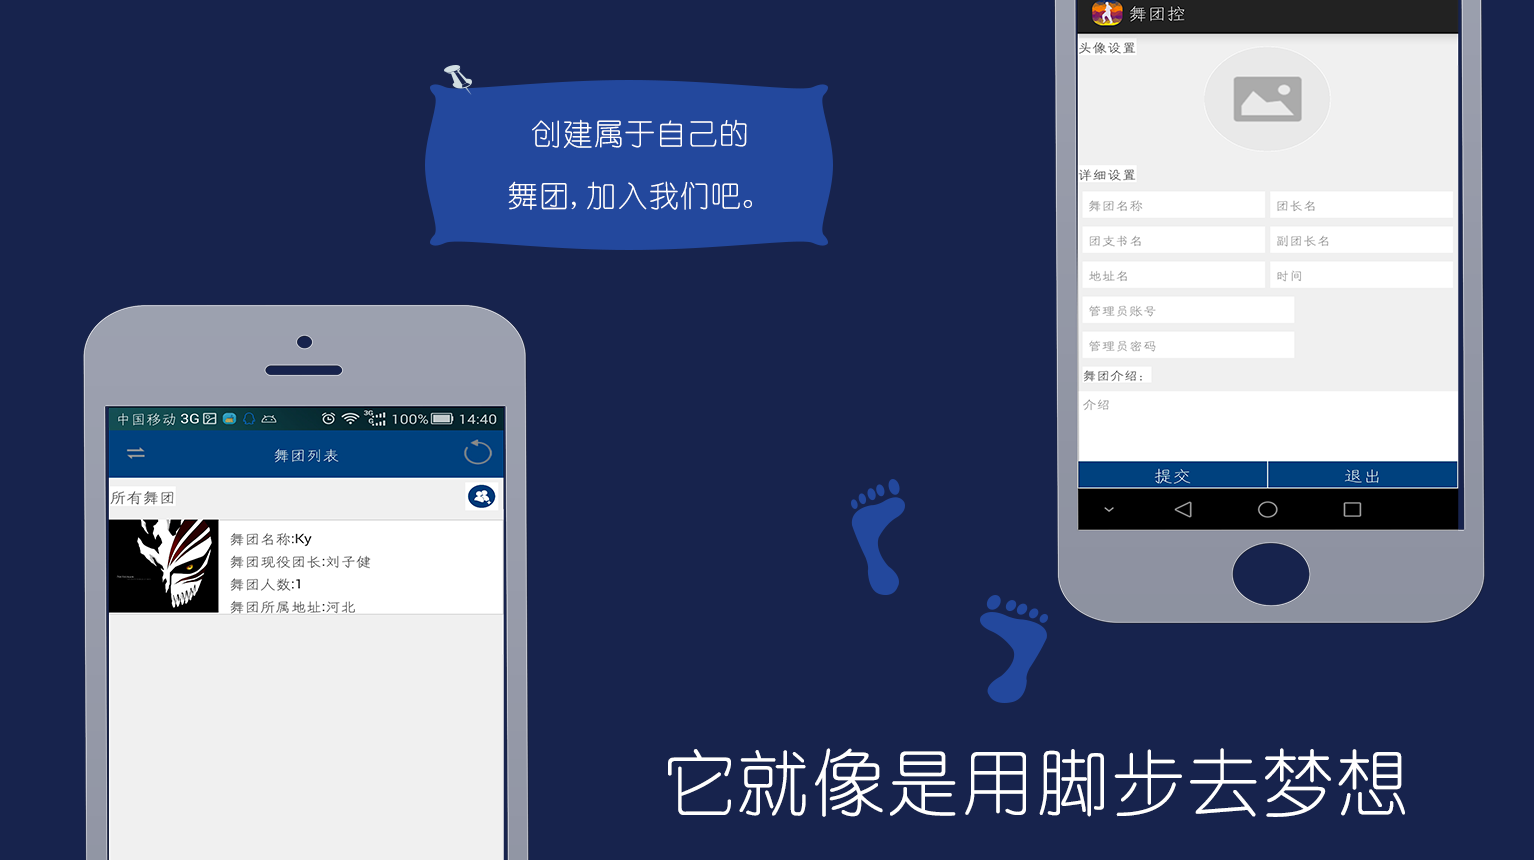 创建属于自己的
舞团，加入我们吧。
舞团控
头像设置
详细设置
舞团名称
团长名
团支书名
副团长名
地址名
时间
管理员账号
管理员密码
舞团介绍：
介绍
提交
退出
中国移动 3G 3G G 100% 14:40
舞团列表
所有舞团
舞团名称:Ky
舞团现役团长:刘子健
舞团人数:1
舞团所属地址:河北
它就像是用脚步去梦想